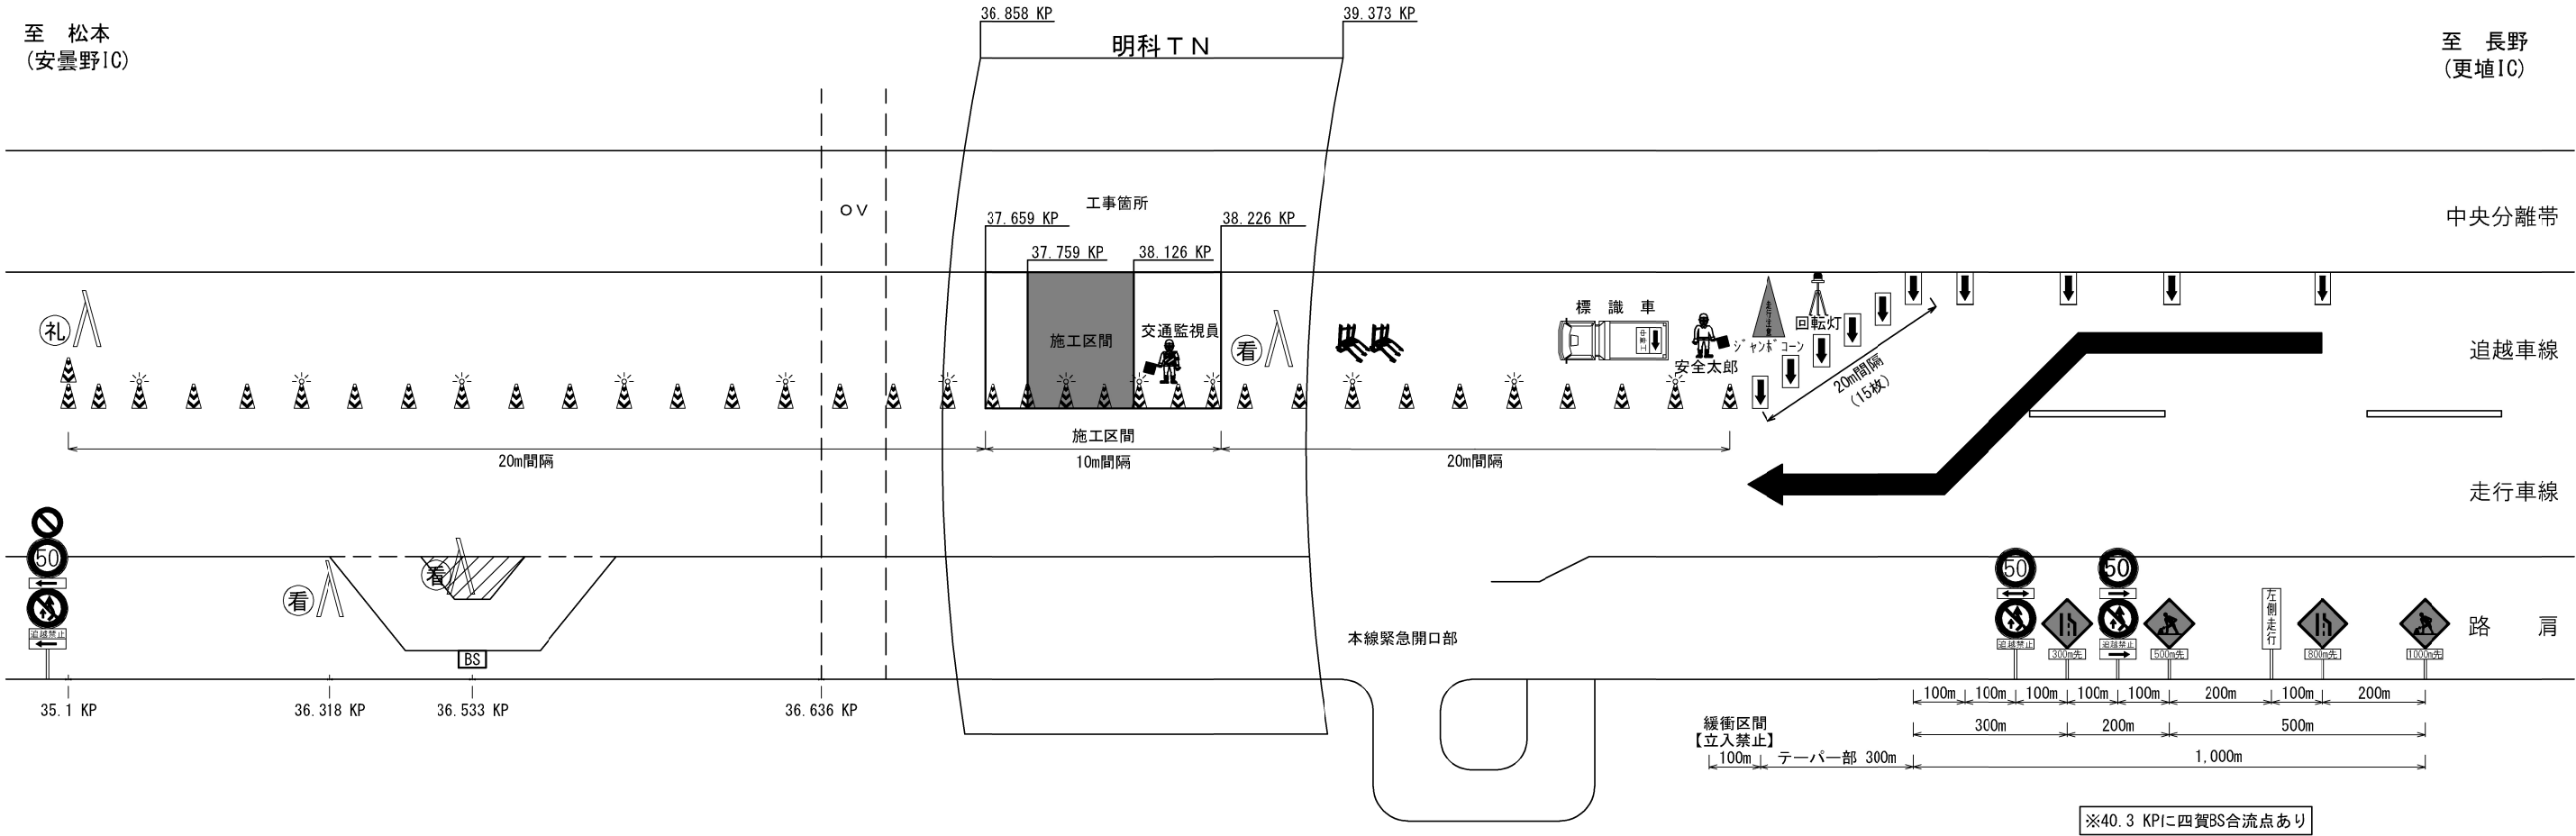 至　松本
(安曇野IC)
36.858 KP
39.373 KP
明科ＴＮ
至　長野
(更埴IC)
ＯＶ
工事箇所
37.659 KP
38.226 KP
37.759 KP
38.126 KP
中央分離帯
礼
施工区間
交通監視員
看
標　識　車
中業工
安全太郎
走行注意
ジャンボコーン
回転灯
20m間隔
(15枚)
追越車線
施工区間
20m間隔
10m間隔
20m間隔
走行車線
50
追越禁止
看
看
BS
本線緊急開口部
50
追越禁止
300m先
50
追越禁止
500m先
左側走行
800m先
1000m先
路　肩
35.1 KP
36.318 KP
36.533 KP
36.636 KP
100m
100m
100m
100m
100m
200m
100m
200m
緩衝区間
【立入禁止】
300m
200m
500m
100m
テーパー部 300m
1,000m
※40.3 KPに四賀BS合流点あり